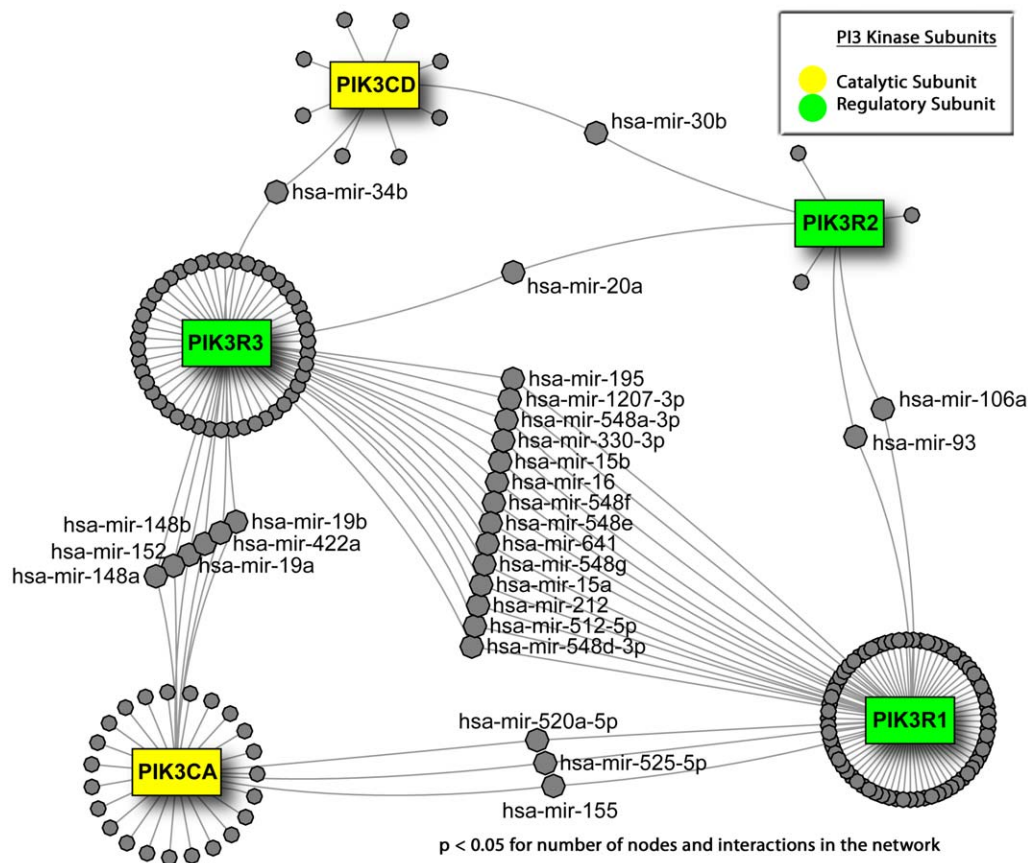 PI3 Kinase Subunits
Catalytic Subunit
Regulatory Subunit
PIK3CD
hsa-mir-30b
hsa-mir-34b
PIK3R2
hsa-mir-20a
PIK3R3
hsa-mir-195
hsa-mir-1207-3p
hsa-mir-548a-3p
hsa-mir-330-3p
hsa-mir-15b
hsa-mir-16
hsa-mir-548f
hsa-mir-548e
hsa-mir-641
hsa-mir-548g
hsa-mir-15a
hsa-mir-212
hsa-mir-512-5p
hsa-mir-548d-3p
hsa-mir-106a
hsa-mir-93
hsa-mir-148b
hsa-mir-152
hsa-mir-148a
hsa-mir-19b
hsa-mir-422a
hsa-mir-19a
PIK3R1
hsa-mir-520a-5p
hsa-mir-525-5p
hsa-mir-155
PIK3CA
p < 0.05 for number of nodes and interactions in the network